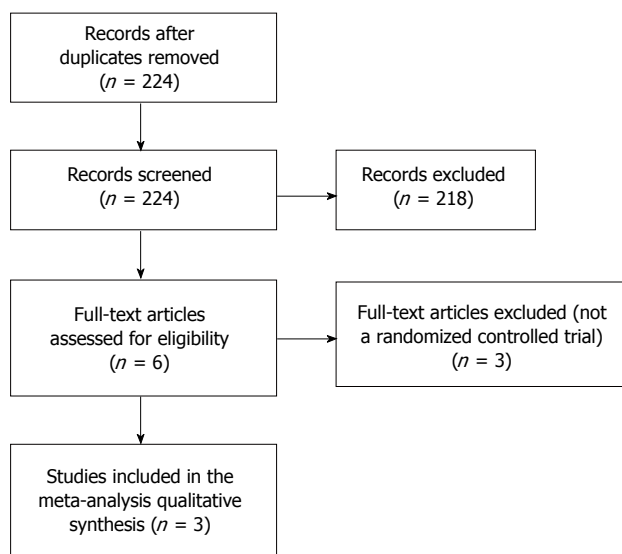 Records after
duplicates removed
(n = 224)
Records screened
(n = 224)
Records excluded
(n = 218)
Full-text articles
assessed for eligibility
(n = 6)
Full-text articles excluded (not
a randomized controlled trial)
(n = 3)
Studies included in the
meta-analysis qualitative
synthesis (n = 3)